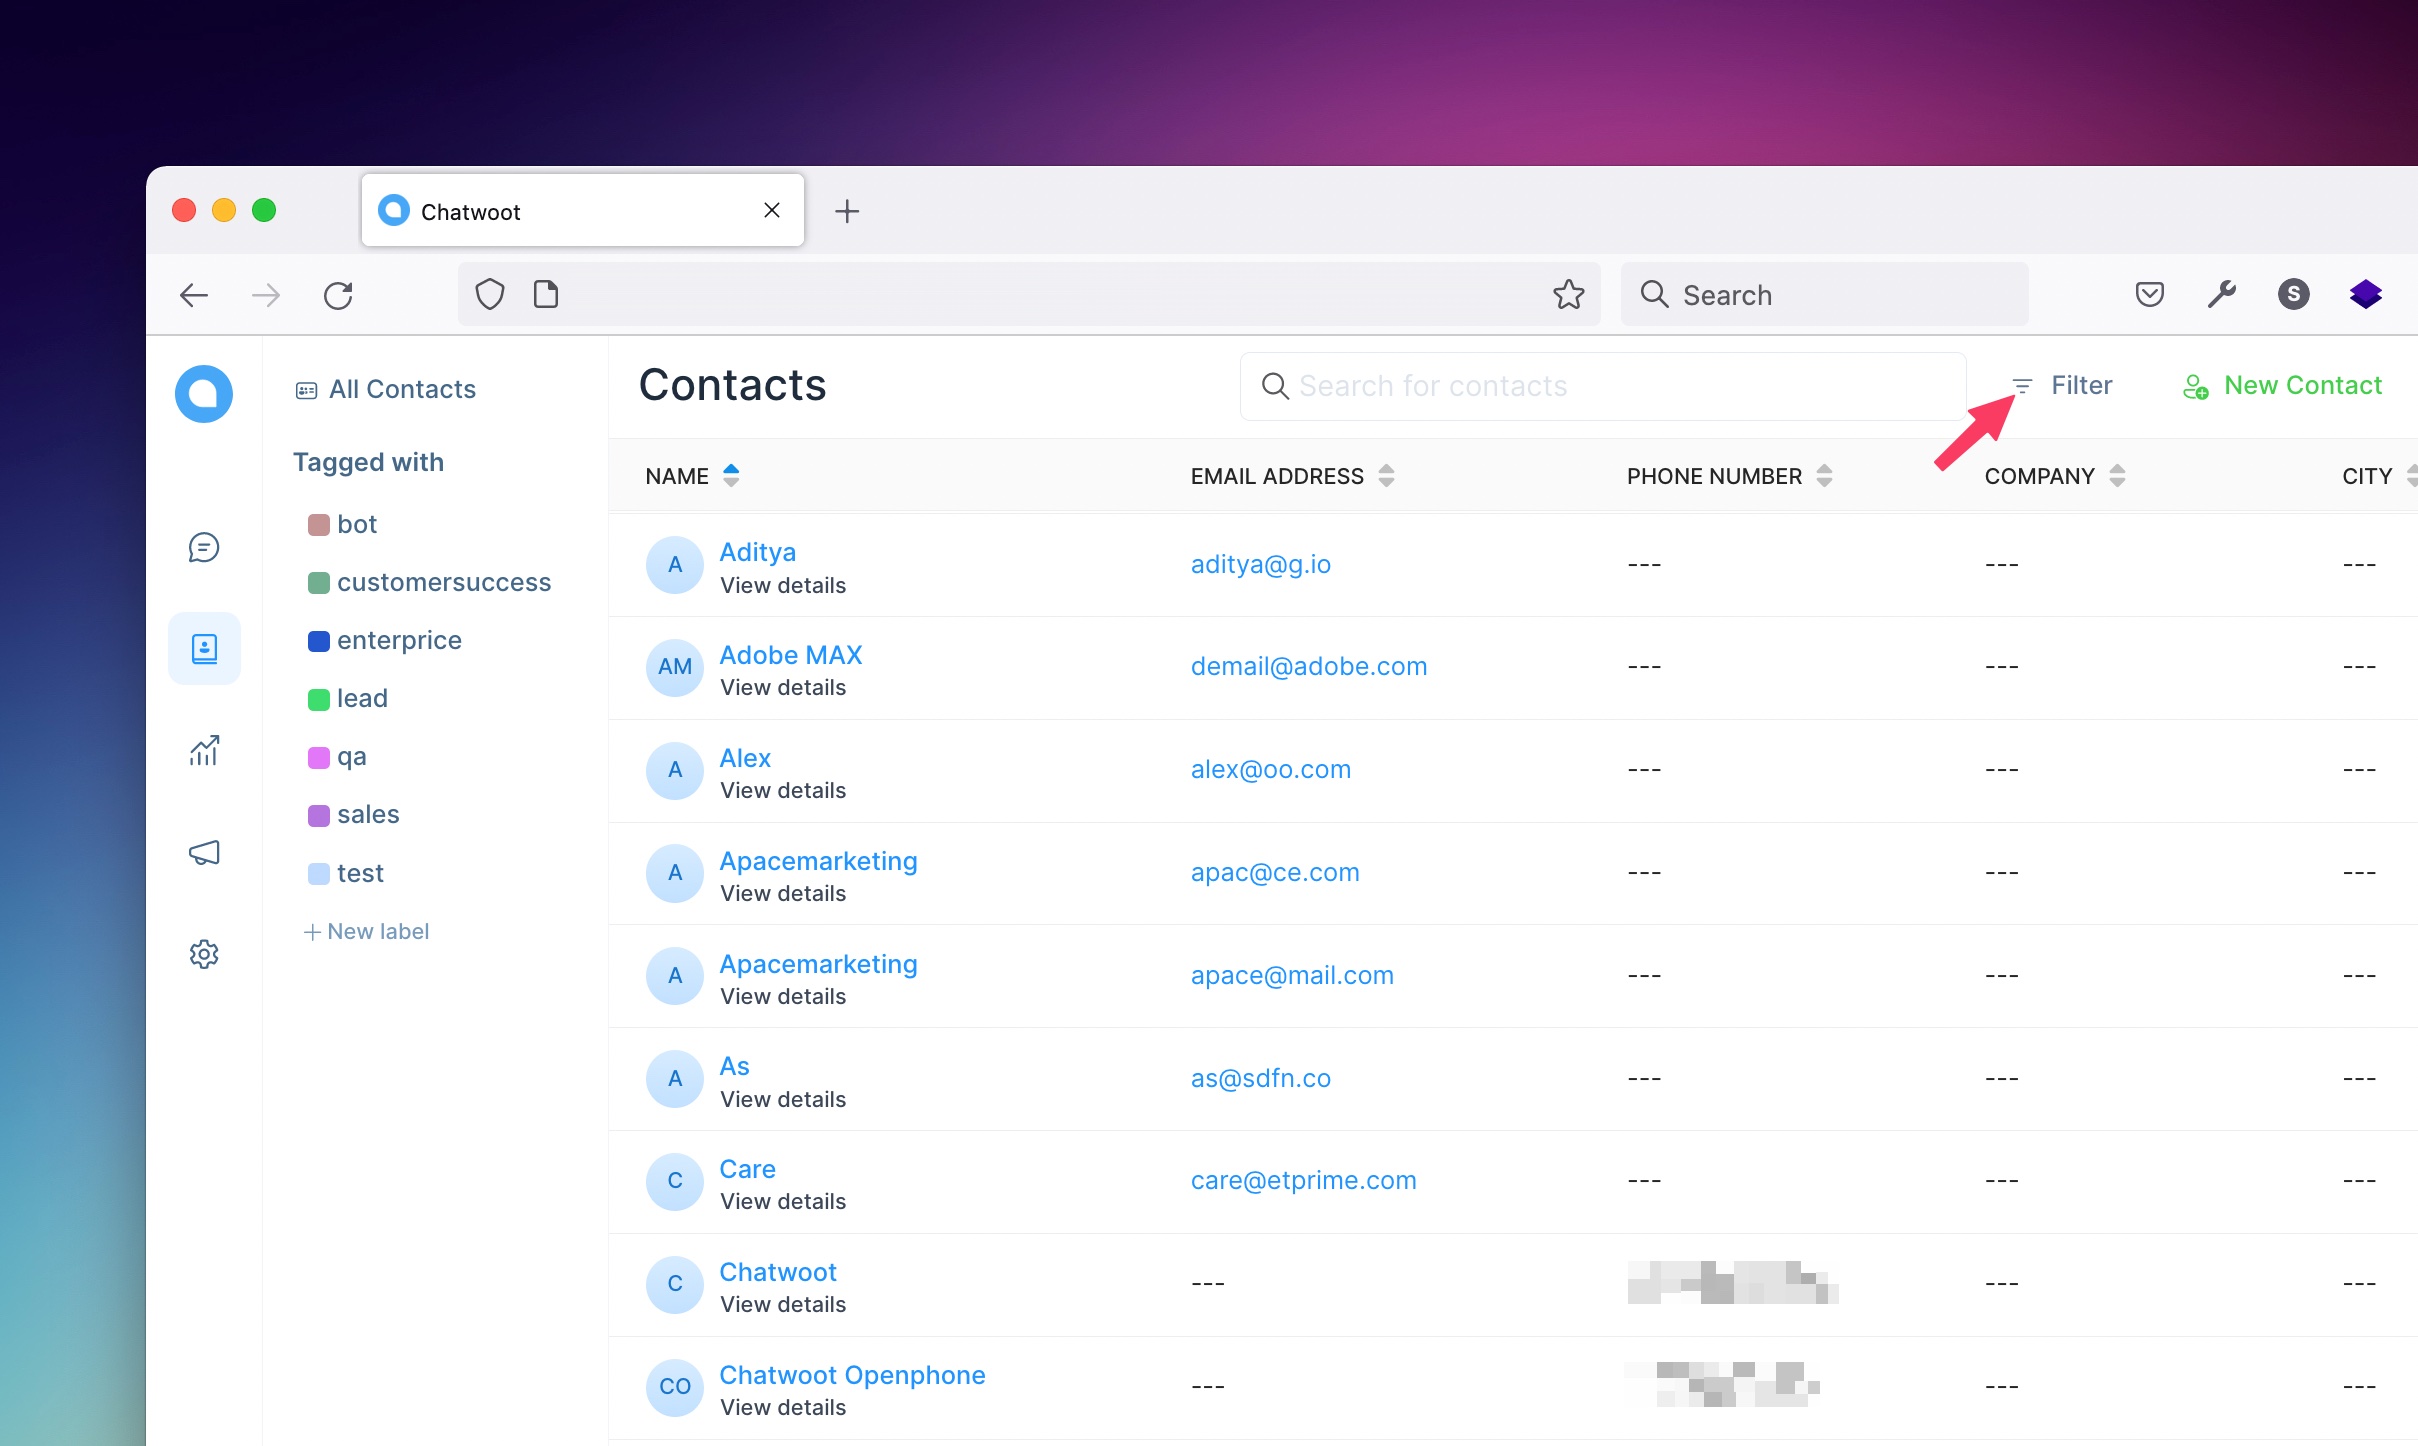 Chatwoot
Search
S
All Contacts
Contacts
Search for contacts
Filter
New Contact
Tagged with
bot
customersuccess
enterprice
lead
qa
sales
test
New label
NAME EMAIL ADDRESS PHONE NUMBER COMPANY CITY
A Aditya aditya@g.io --- --- ---
View details
AM Adobe MAX demail@adobe.com --- --- ---
View details
A Alex alex@oo.com --- --- ---
View details
A Apacemarketing apac@ce.com --- --- ---
View details
A Apacemarketing apace@mail.com --- --- ---
View details
A As as@sdfn.co --- --- ---
View details
C Care care@etprime.com --- --- ---
View details
C Chatwoot --- --- ---
View details
CO Chatwoot Openphone --- --- ---
View details